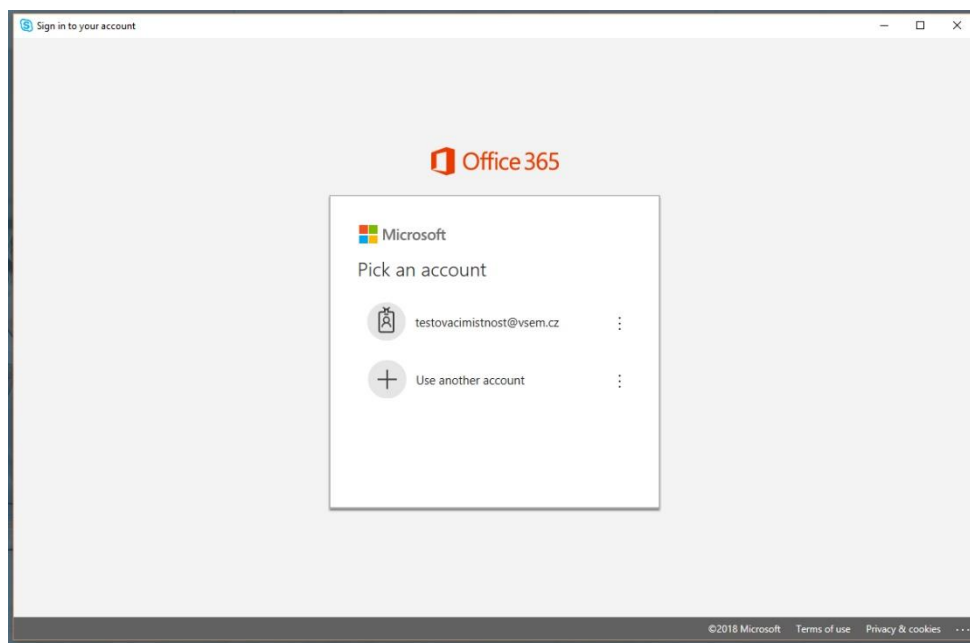 Sign in to your account
Office 365
Microsoft
Pick an account
testovacimistnost@vsem.cz
Use another account
©2018 Microsoft Terms of use Privacy & cookies ...